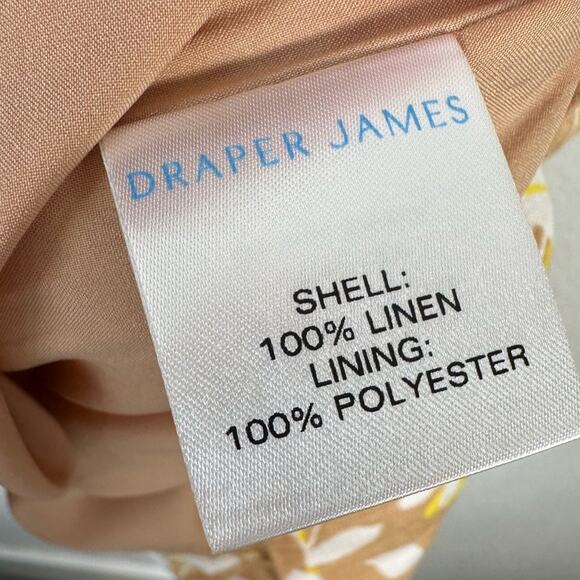 DRAPER JAMES
SHELL:
100% LINEN
LINING:
100% POLYESTER